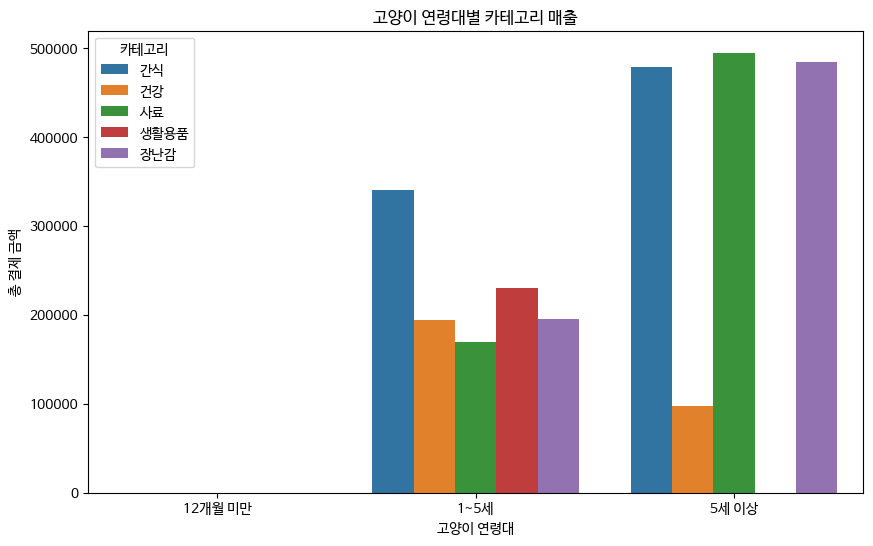 고양이 연령대별 카테고리 매출
카테고리
간식
건강
사료
생활용품
장난감
총 결제 금액
500000
400000
300000
200000
100000
0
12개월 미만
1~5세
5세 이상
고양이 연령대